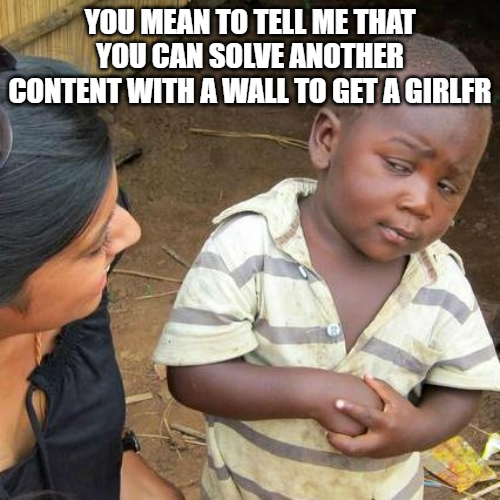 YOU MEAN TO TELL ME THAT
YOU CAN SOLVE ANOTHER
CONTENT WITH A WALL TO GET A GIRLFR